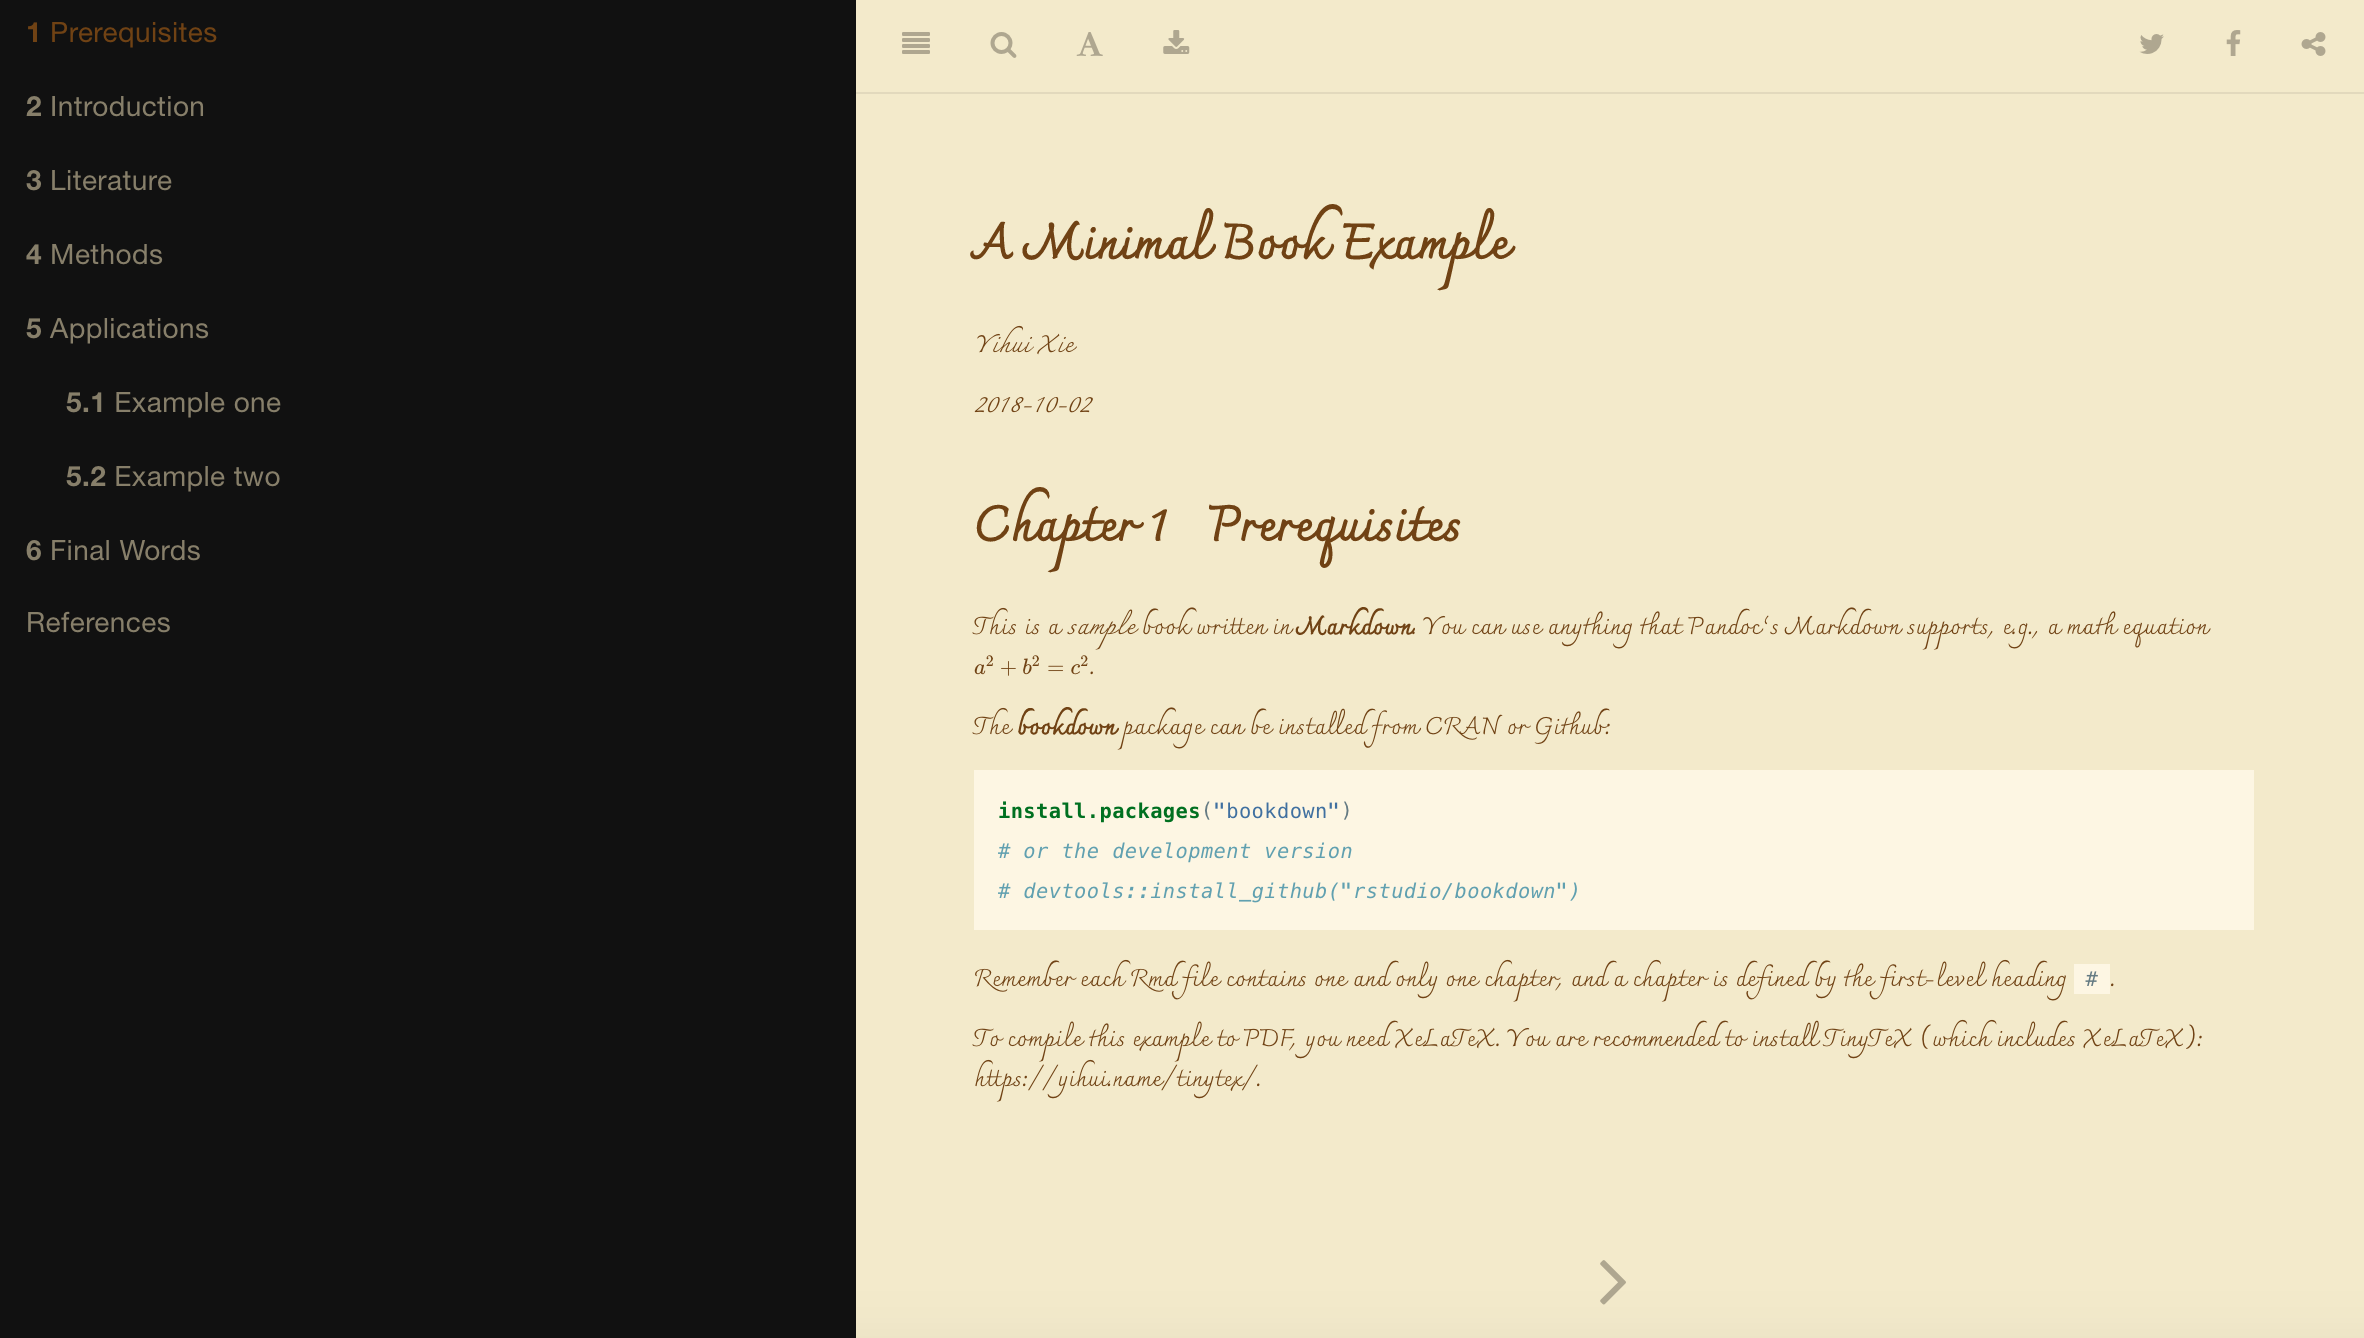 1 Prerequisites
2 Introduction
3 Literature
4 Methods
5 Applications
5.1 Example one
5.2 Example two
6 Final Words
References
A Minimal Book Example
Yihui Xie
2018-10-02
Chapter 1 Prerequisites
This is a sample book written in Markdown. You can use anything that Pandoc's Markdown supports, e.g., a math equation
a² + b² = c².
The bookdown package can be installed from CRAN or Github:
install.packages("bookdown")
# or the development version
# devtools::install_github("rstudio/bookdown")
Remember each Rmd file contains one and only one chapter, and a chapter is defined by the first-level heading #.
To compile this example to PDF, you need XeLaTeX. You are recommended to install TinyTeX (which includes XeLaTeX):
https://yihui.name/tinytex/.